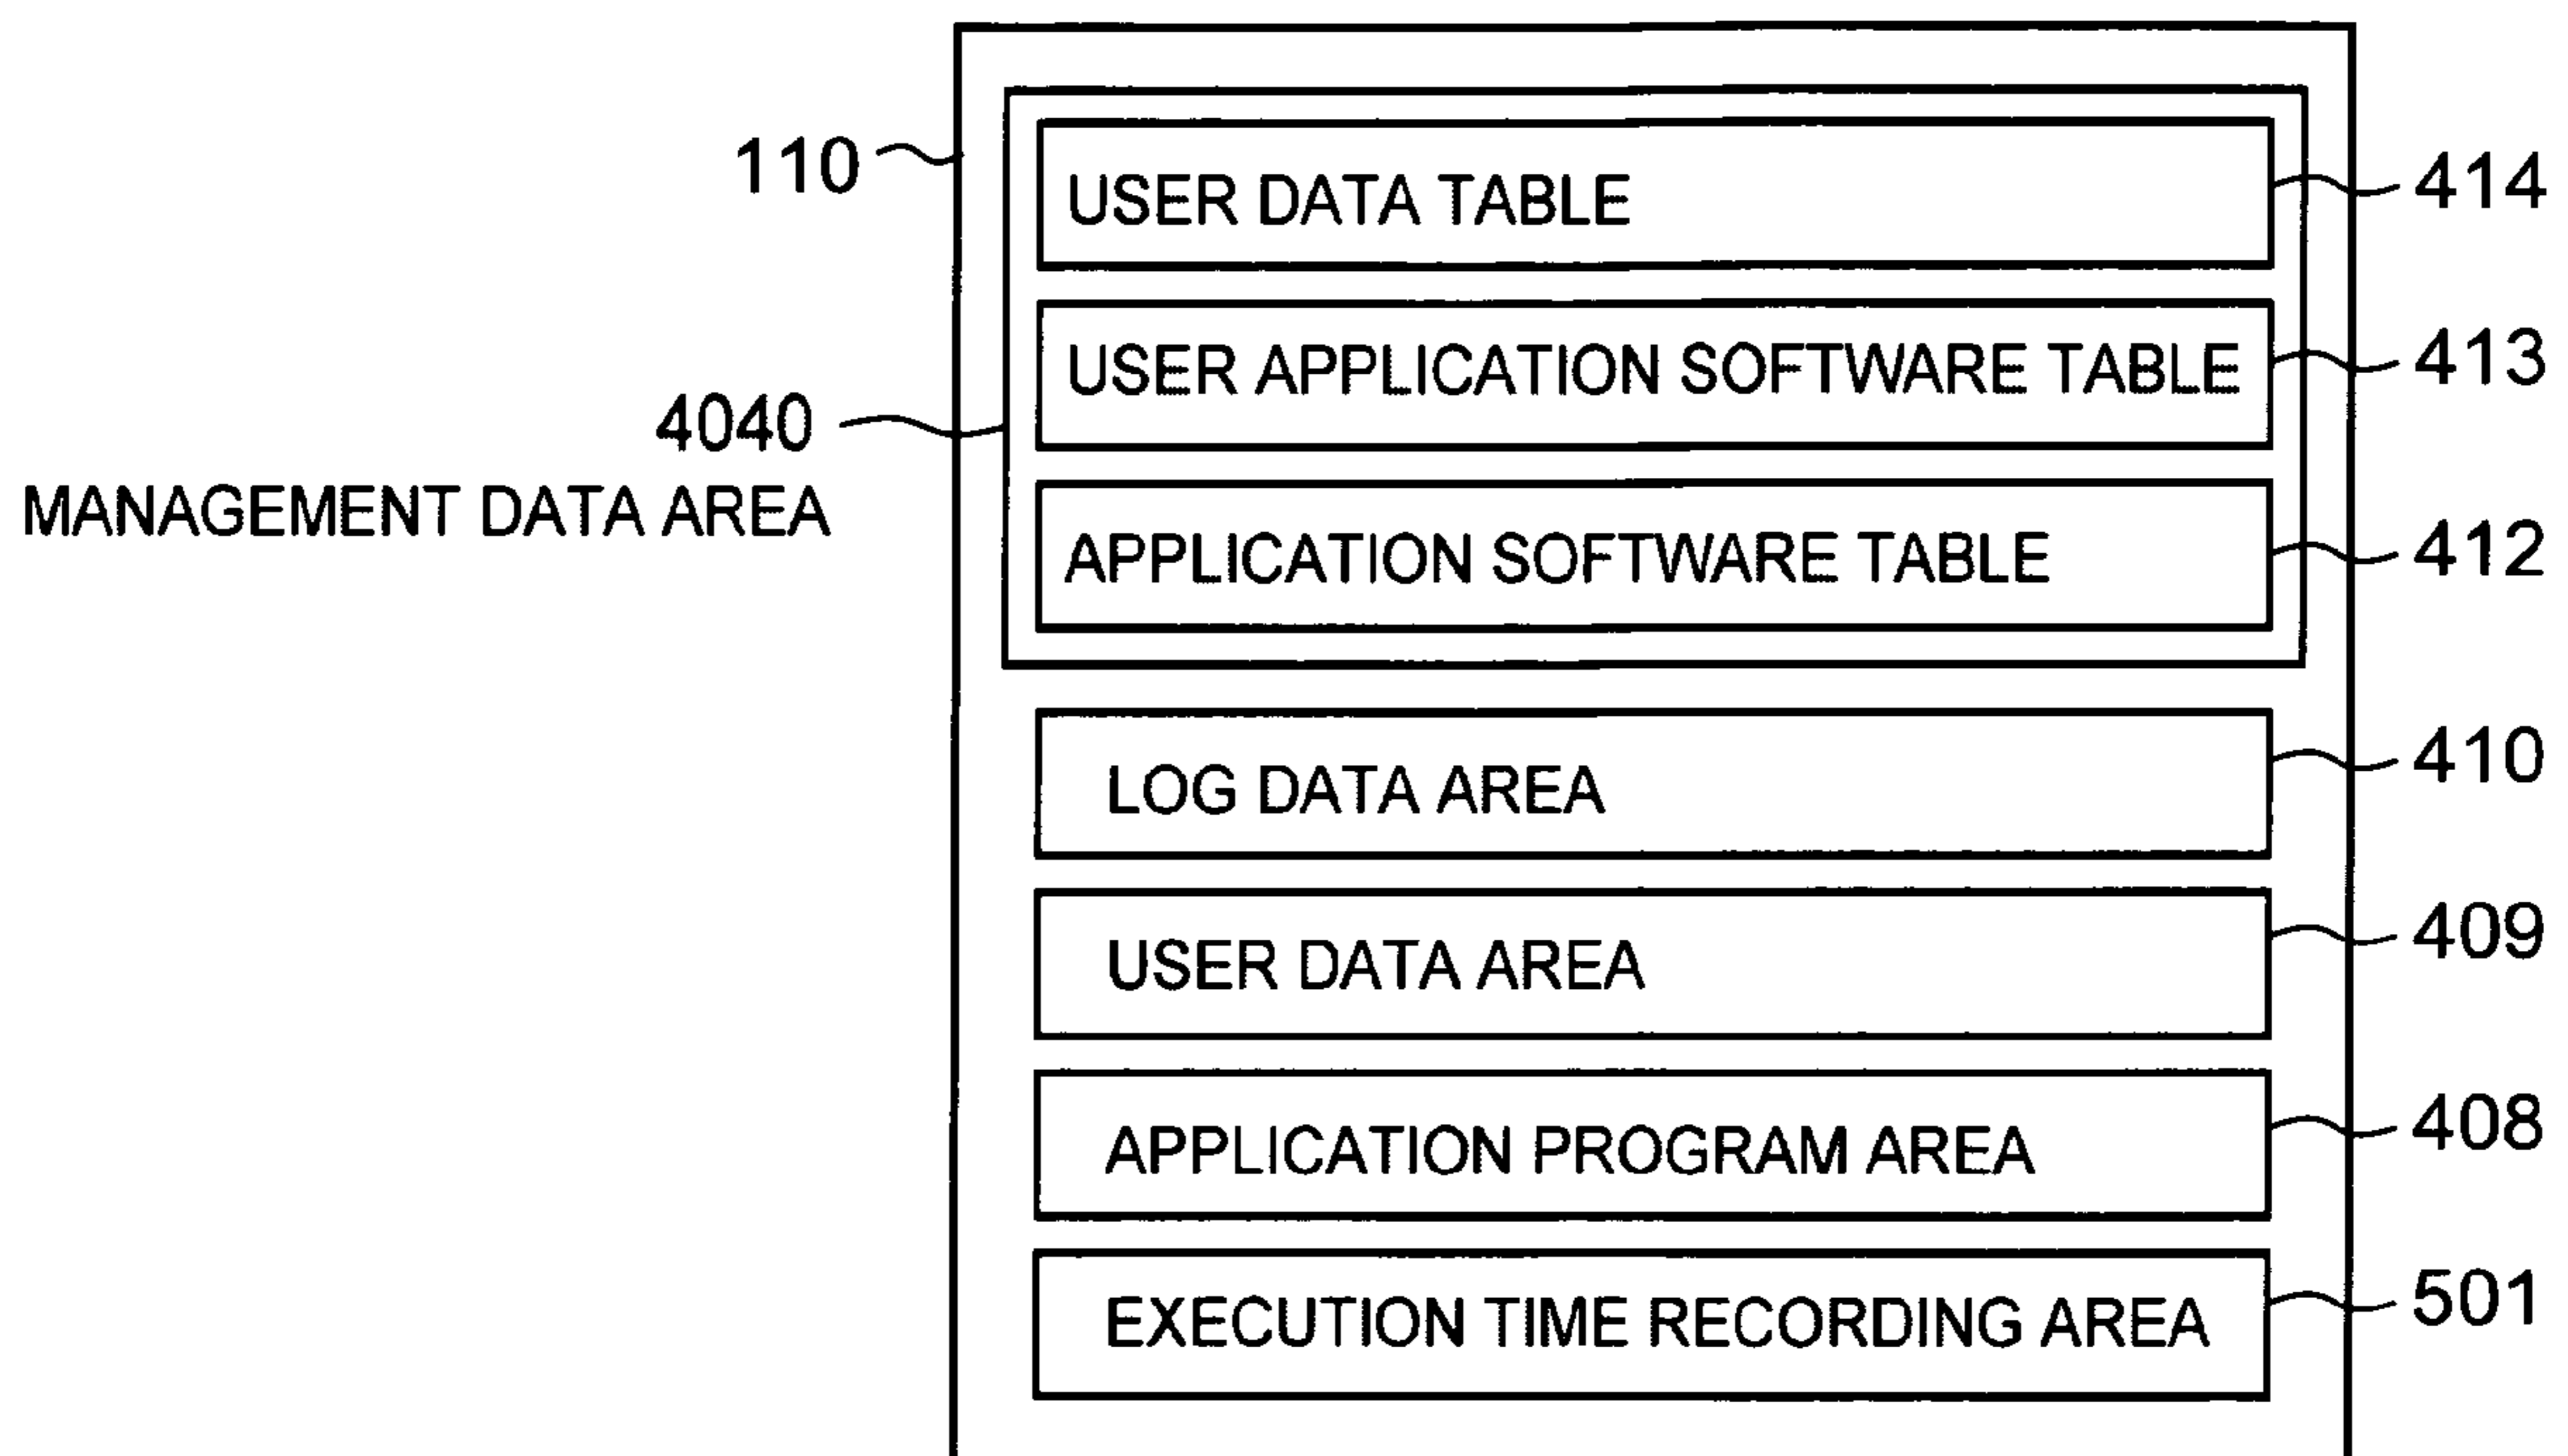 110
USER DATA TABLE
414
USER APPLICATION SOFTWARE TABLE
413
4040
MANAGEMENT DATA AREA
APPLICATION SOFTWARE TABLE
412
LOG DATA AREA
410
USER DATA AREA
409
APPLICATION PROGRAM AREA
408
EXECUTION TIME RECORDING AREA
501